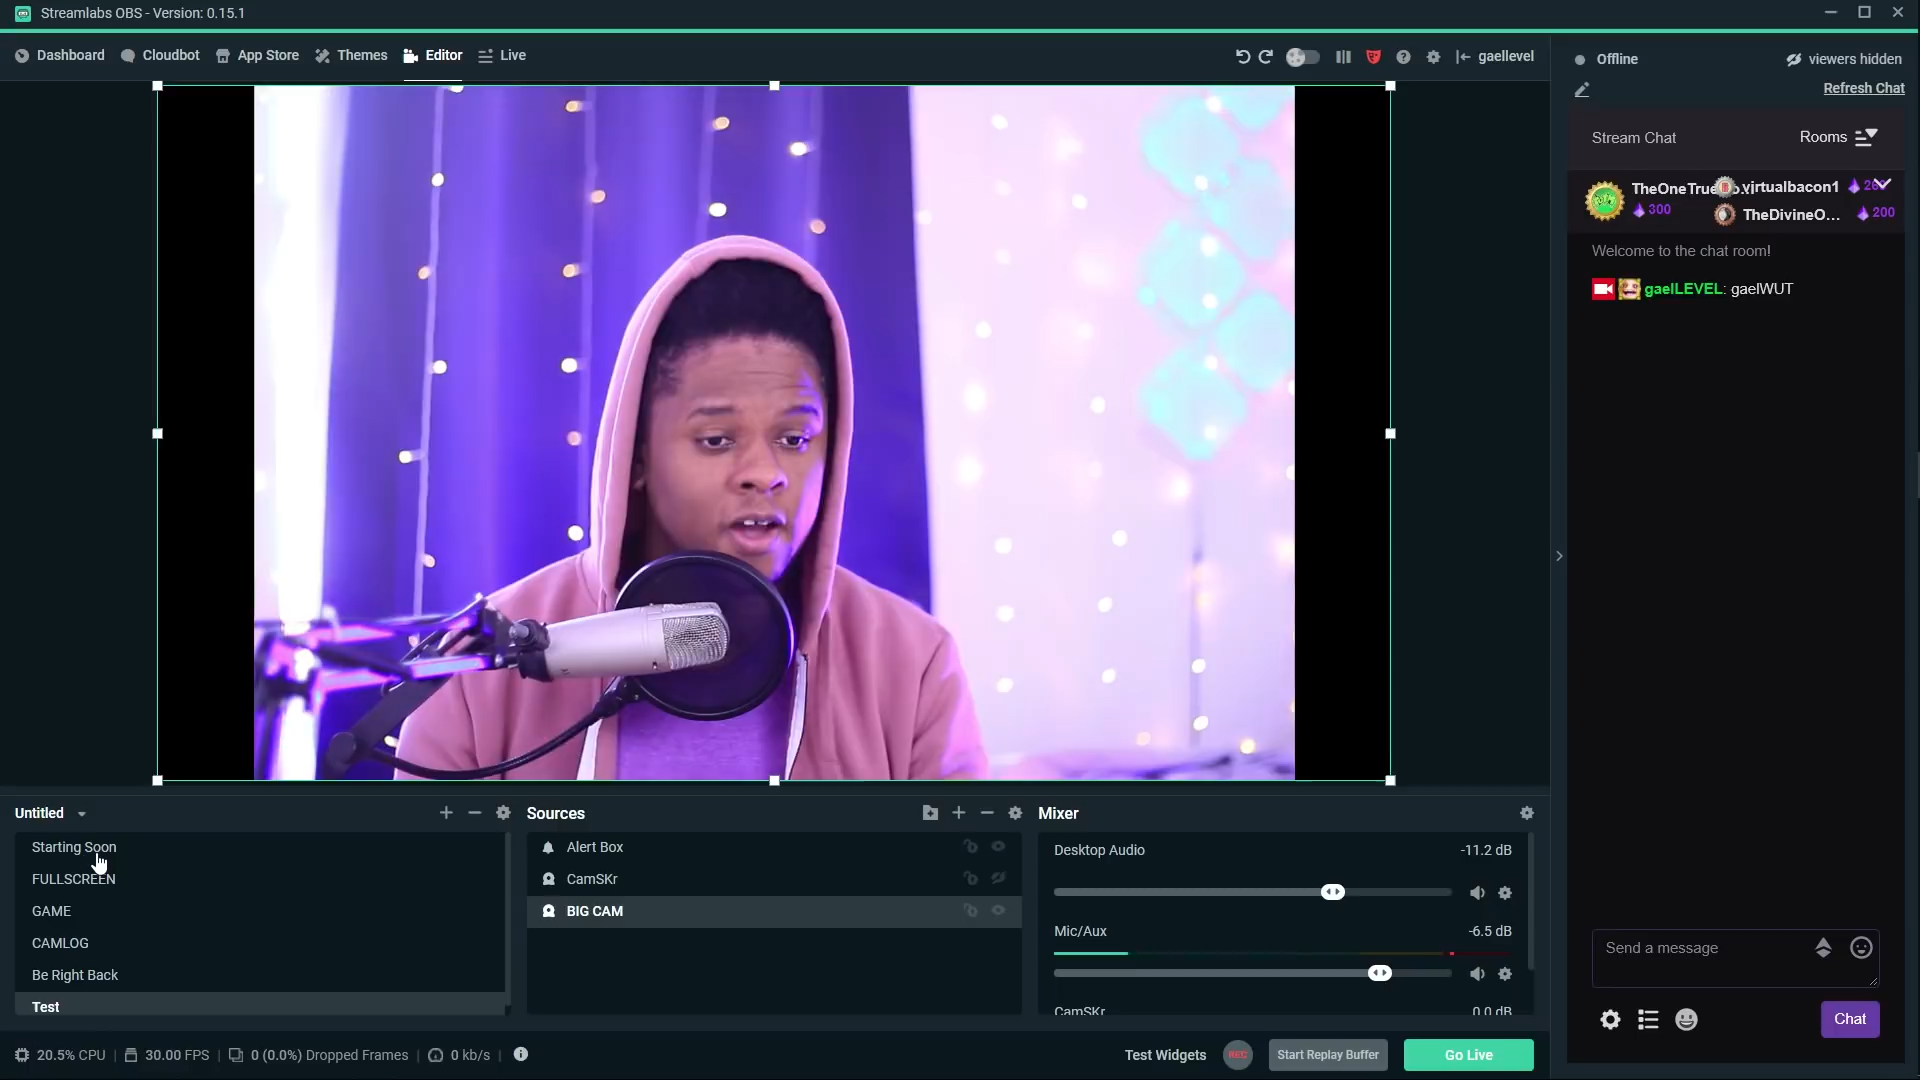 Streamlabs OBS - Version: 0.15.1
Dashboard Cloudbot App Store Themes Editor Live gaellevel
Offline viewers hidden
Refresh Chat
Stream Chat Rooms
TheOneTrue virtualbacon1
300 TheDivineO... 200
Welcome to the chat room!
gaelLEVEL: gaelWUT
Untitled Sources Mixer
Starting Soon
FULLSCREEN
GAME
CAMLOG
Be Right Back
Test
Alert Box
CamSKr
BIG CAM
Desktop Audio -11.2 dB
Mic/Aux -6.5 dB
CamSKr 0.0 dB
Send a message
Chat
20.5% CPU 30.00 FPS 0 (0.0%) Dropped Frames 0 kb/s
Test Widgets REC Start Replay Buffer Go Live